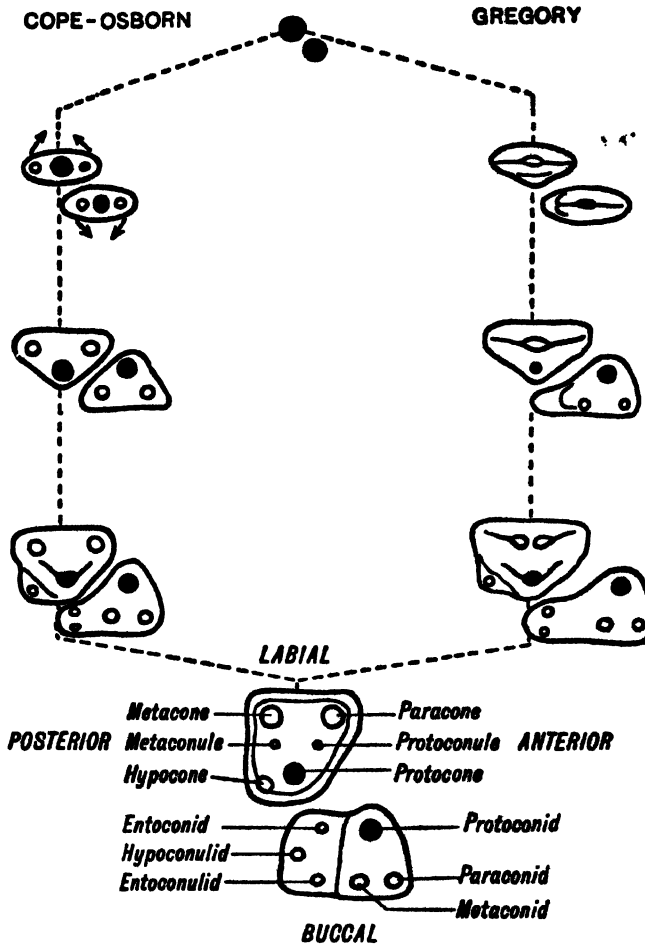 COPE-OSBORN GREGORY
LABIAL
Metacone Paracone
POSTERIOR Metaconule Protoconule ANTERIOR
Hypocone Protocone
Entoconid Protoconid
Hypoconulid
Entoconulid Paraconid
Metaconid
BUCCAL